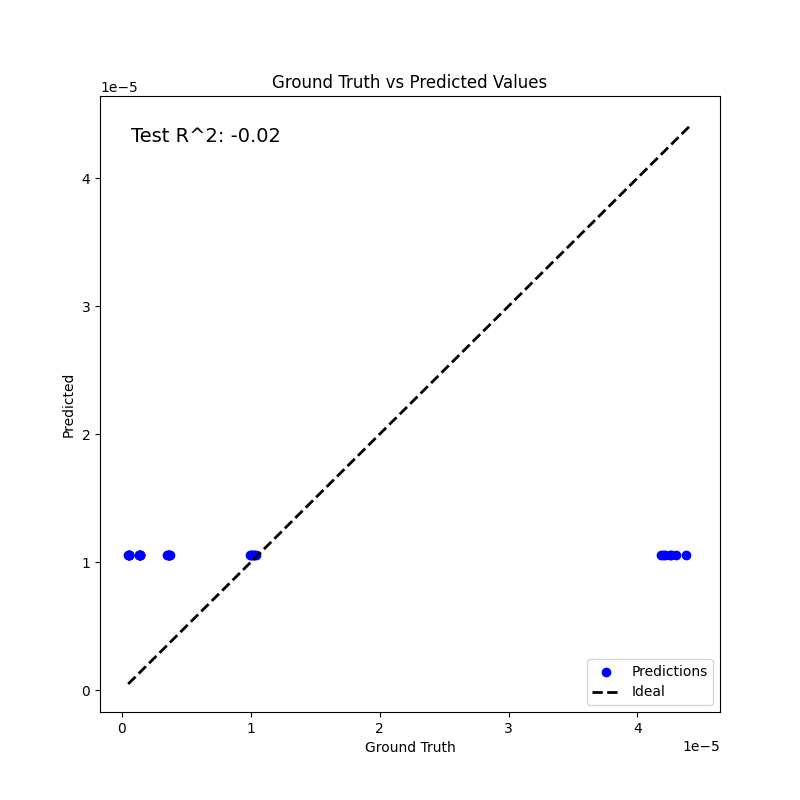 Ground Truth vs Predicted Values
1e−5
Test R^2: -0.02
4
3
2
1
0
Predicted
Predictions
Ideal
0 1 2 3 4
Ground Truth
1e−5